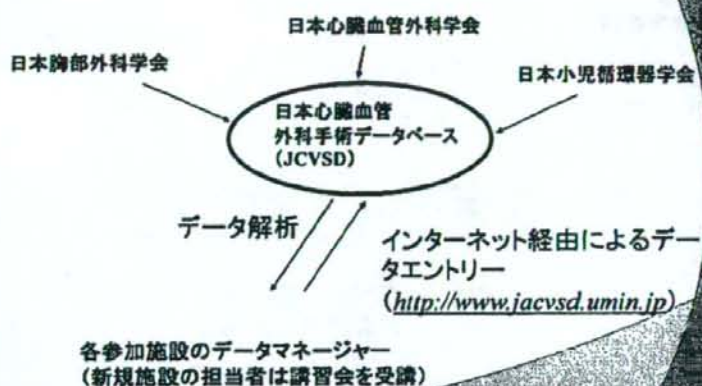 日本心臓血管外科学会
日本胸部外科学会
日本小児循環器学会
日本心臓血管
外科手術データベース
(JCVSD)
データ解析
インターネット経由によるデー
タエントリー
(http://www.jacvsd.umin.jp)
各参加施設のデータマネージャー
(新規施設の担当者は講習会を受講)